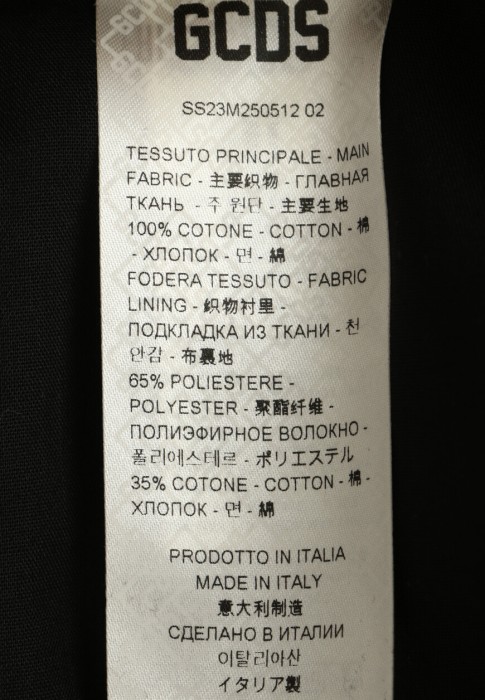 GCDS
SS23M250512 02
TESSUTO PRINCIPALE - MAIN
FABRIC - 主要织物 - ГЛАВНАЯ
ТКАНЬ - 주 원단 - 主要生地
100% COTONE - COTTON - 棉
- ХЛОПОК - 면 - 綿
FODERA TESSUTO - FABRIC
LINING - 织物衬里 -
ПОДКЛАДКА ИЗ ТКАНИ - 천
안감 - 布裏地
65% POLIESTERE -
POLYESTER - 聚酯纤维 -
ПОЛИЭФИРНОЕ ВОЛОКНО -
폴리에스테르 - ポリエステル
35% COTONE - COTTON - 棉 -
ХЛОПОК - 면 - 綿
PRODOTTO IN ITALIA
MADE IN ITALY
意大利制造
СДЕЛАНО В ИТАЛИИ
이탈리아산
イタリア製